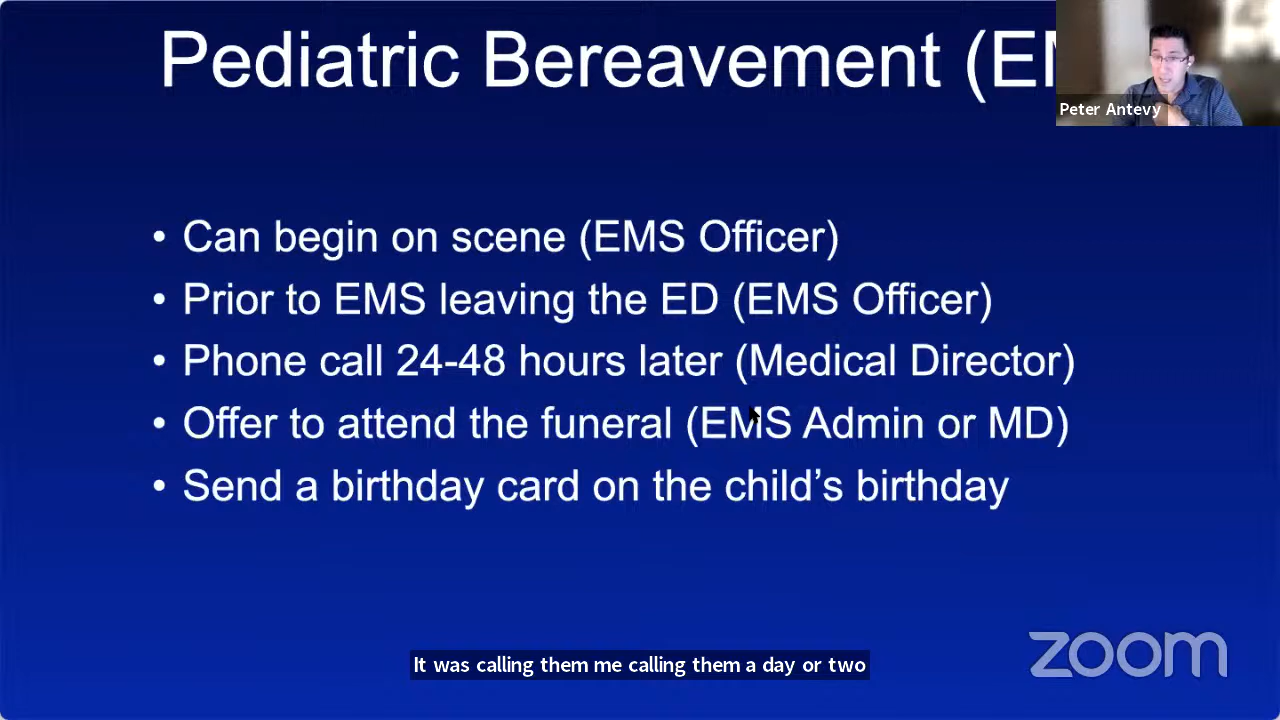 Pediatric Bereavement (E
Peter Antevy
• Can begin on scene (EMS Officer)
• Prior to EMS leaving the ED (EMS Officer)
• Phone call 24-48 hours later (Medical Director)
• Offer to attend the funeral (EMS Admin or MD)
• Send a birthday card on the child’s birthday
It was calling them me calling them a day or two
zoom